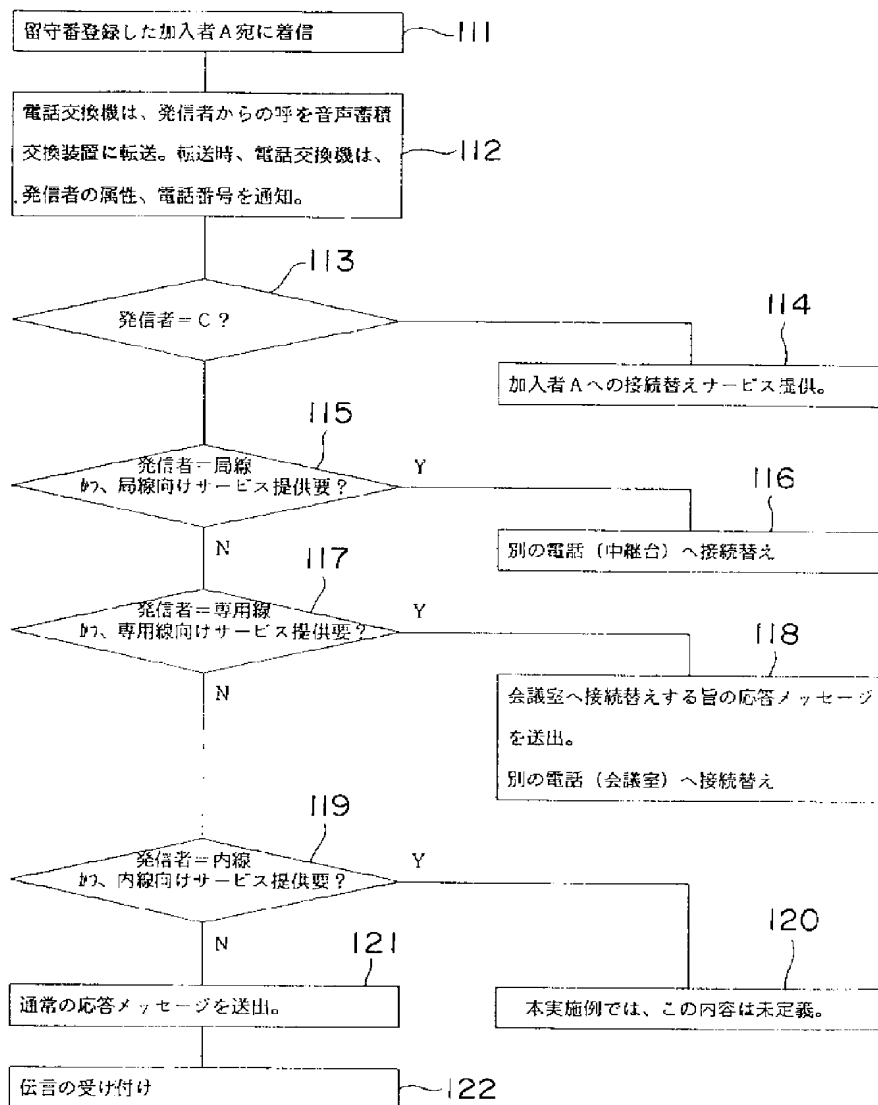 留守番登録した加入者A宛に着信
111
電話交換機は、発信者からの呼を音声蓄積
交換装置に転送。転送時、電話交換機は、
発信者の属性、電話番号を通知。
112
113
発信者=C?
114
加入者Aへの接続替えサービス提供。
115
発信者=局線
かつ、局線向けサービス提供要?
Y
116
別の電話(中継台)へ接続替え
N
117
発信者=専用線
かつ、専用線向けサービス提供要?
Y
118
会議室へ接続替えする旨の応答メッセージ
を送出。
別の電話(会議室)へ接続替え
N
119
発信者=内線
かつ、内線向けサービス提供要?
Y
120
本実施例では、この内容は未定義。
N
121
通常の応答メッセージを送出。
伝言の受け付け
122